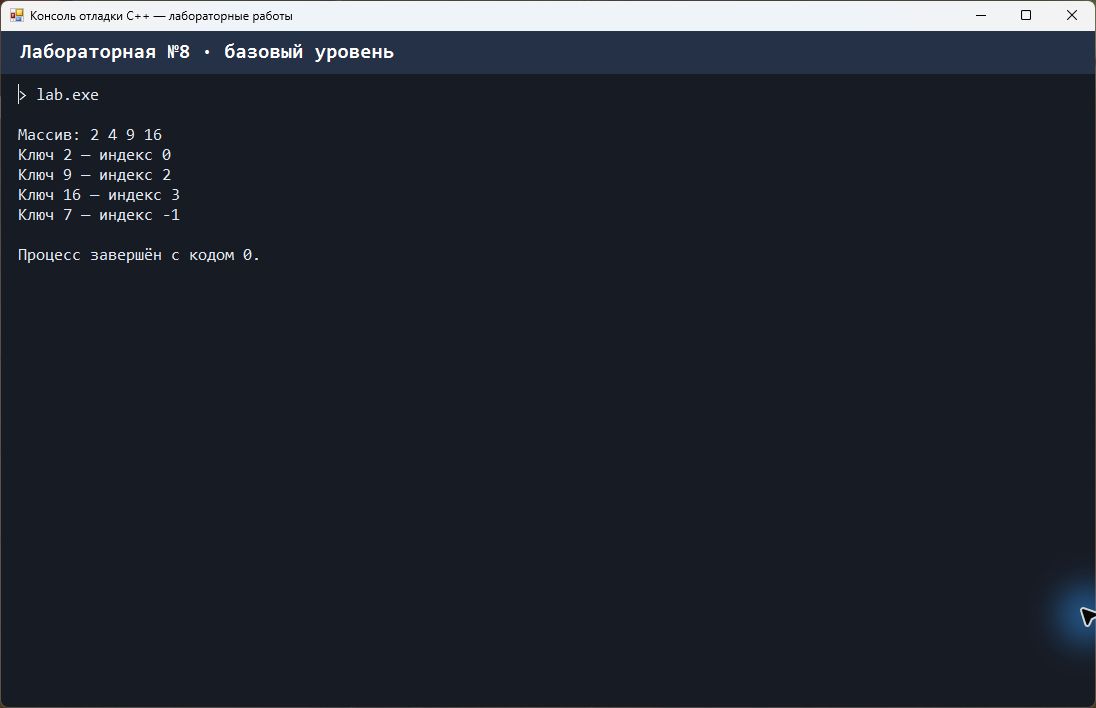 Консоль отладки C++ — лабораторные работы
Лабораторная №8 · базовый уровень
> lab.exe
Массив: 2 4 9 16
Ключ 2 — индекс 0
Ключ 9 — индекс 2
Ключ 16 — индекс 3
Ключ 7 — индекс -1
Процесс завершён с кодом 0.